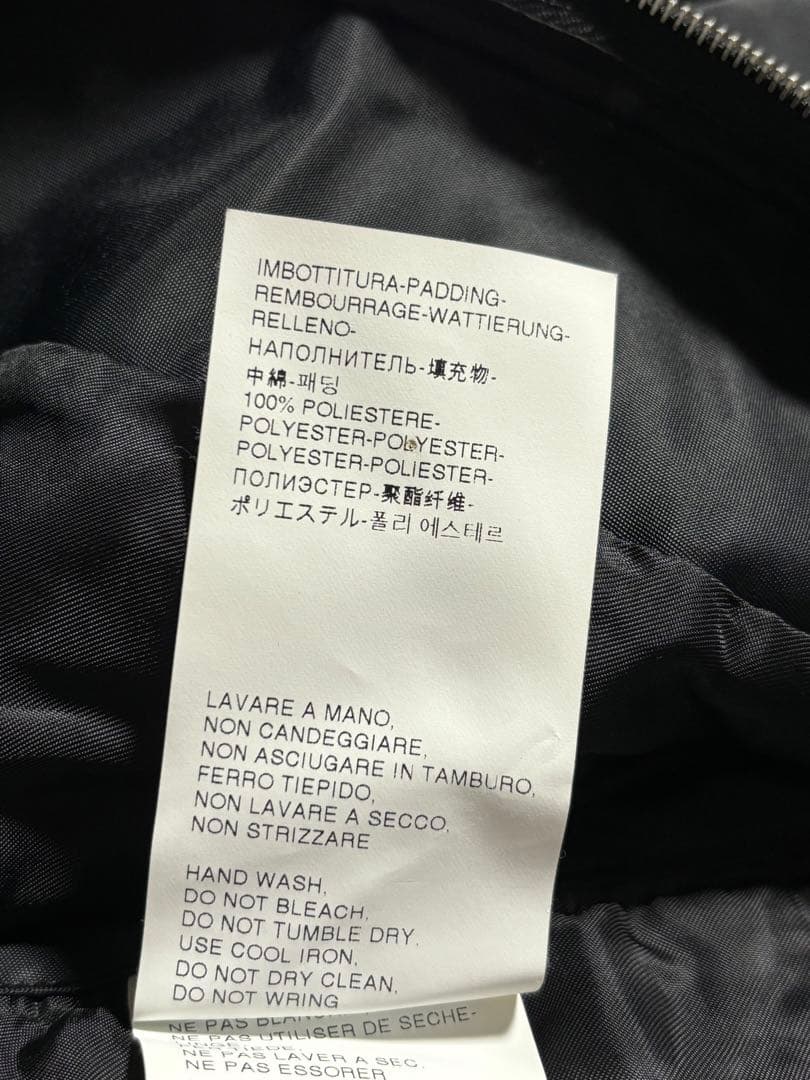 IMBOTTITURA-PADDING-
REMBOURRAGE-WATTIERUNG-
RELLENO-
НАПОЛНИТЕЛЬ-填充物-
中綿-패딩
100% POLIESTERE-
POLYESTER-POLYESTER-
POLYESTER-POLIESTER-
ПОЛИЭСТЕР-聚酯纤维-
ポリエステル-폴리 에스테르
LAVARE A MANO,
NON CANDEGGIARE,
NON ASCIUGARE IN TAMBURO,
FERRO TIEPIDO,
NON LAVARE A SECCO,
NON STRIZZARE
HAND WASH,
DO NOT BLEACH,
DO NOT TUMBLE DRY,
USE COOL IRON,
DO NOT DRY CLEAN,
DO NOT WRING
NE PAS
NE PAS UTILISER DE SECHE-
NE PAS LAVER A SEC,
NE PAS ESSORER